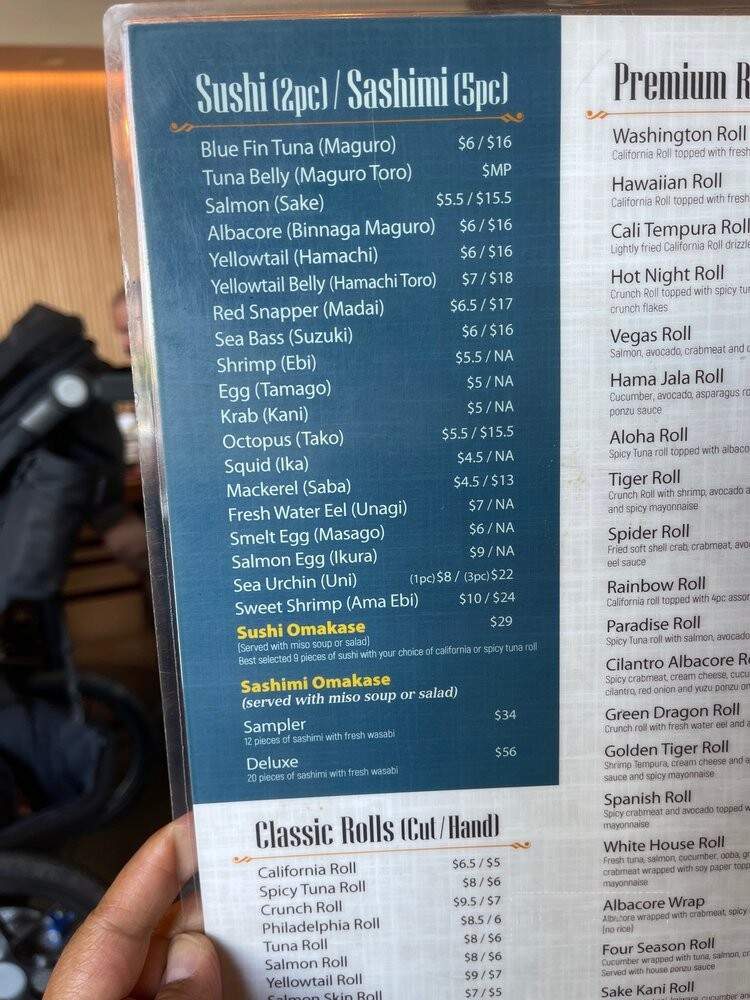 Sushi (2pc) / Sashimi (5pc)
Blue Fin Tuna (Maguro) $6 / $16
Tuna Belly (Maguro Toro) $MP
Salmon (Sake) $5.5 / $15.5
Albacore (Binnaga Maguro) $6 / $16
Yellowtail (Hamachi) $6 / $16
Yellowtail Belly (Hamachi Toro) $7 / $18
Red Snapper (Madai) $6.5 / $17
Sea Bass (Suzuki) $6 / $16
Shrimp (Ebi) $5.5 / NA
Egg (Tamago) $5 / NA
Krab (Kani) $5 / NA
Octopus (Tako) $5.5 / $15.5
Squid (Ika) $4.5 / NA
Mackerel (Saba) $4.5 / $13
Fresh Water Eel (Unagi) $7 / NA
Smelt Egg (Masago) $6 / NA
Salmon Egg (Ikura) $9 / NA
Sea Urchin (Uni) (1pc) $8 / (3pc) $22
Sweet Shrimp (Ama Ebi) $10 / $24
Sushi Omakase $29
(Served with miso soup or salad)
Best selected 9 pieces of sushi with your choice of california or spicy tuna roll
Sashimi Omakase
(served with miso soup or salad)
Sampler $34
12 pieces of sashimi with fresh wasabi
Deluxe $56
20 pieces of sashimi with fresh wasabi
Classic Rolls (Cut / Hand)
California Roll $6.5 / $5
Spicy Tuna Roll $8 / $6
Crunch Roll $9.5 / $7
Philadelphia Roll $8.5 / 6
Tuna Roll $8 / $6
Salmon Roll $8 / $6
Yellowtail Roll $9 / $7
Salmon Skin Roll $7 / $5
Premium
Washington Roll
California Roll topped with fresh
Hawaiian Roll
California Roll topped with fresh
Cali Tempura Roll
Lightly fried California Roll
Hot Night Roll
Crunch Roll topped with spicy
crunch flakes
Vegas Roll
Salmon, avocado, crabmeat and
Hama Jala Roll
Cucumber, avocado, asparagus
ponzu sauce
Aloha Roll
Spicy Tuna roll topped with
Tiger Roll
Crunch Roll with shrimp, avocado
and spicy mayonnaise
Spider Roll
Fried soft shell crab, crabmeat,
eel sauce
Rainbow Roll
California roll topped with 4pc
Paradise Roll
Spicy Tuna roll with salmon, avocado
Cilantro Albacore
Spicy crabmeat, cream cheese,
cilantro, red onion and yuzu ponzu
Green Dragon Roll
Crunch roll with fresh water eel and
Golden Tiger Roll
Shrimp Tempura, cream cheese and
sauce and spicy mayonnaise
Spanish Roll
Spicy crabmeat and avocado topped
mayonnaise
White House Roll
Fresh tuna, salmon, cucumber, ooba,
crabmeat wrapped with soy paper
mayonnaise
Albacore Wrap
Albacore wrapped with crabmeat, spicy
(no rice)
Four Season Roll
Cucumber wrapped with tuna, salmon,
Served with house ponzu sauce
Sake Kani Roll